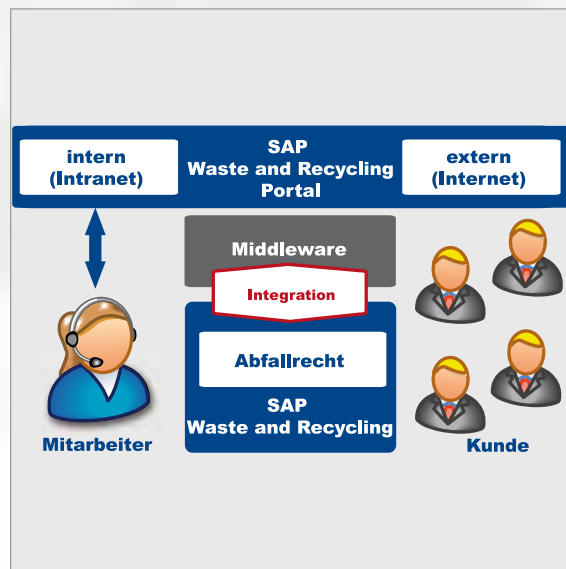 intern
(Intranet)
SAP
Waste and Recycling
Portal
extern
(Internet)
Middleware
Integration
Abfallrecht
SAP
Waste and Recycling
Mitarbeiter
Kunde